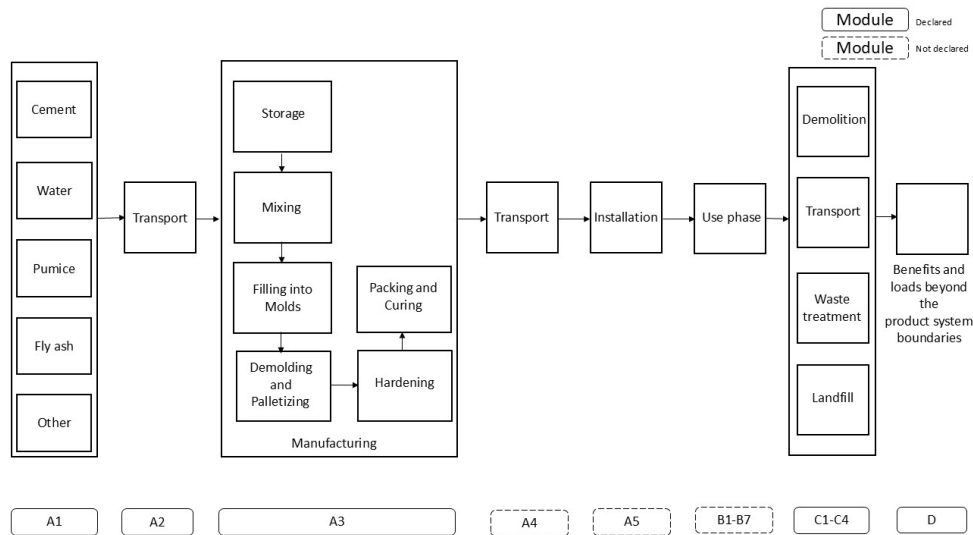 Module
Declared
Module
Not declared
Cement
Water
Pumice
Fly ash
Other
Transport
Storage
Mixing
Filling into
Molds
Demolding
and
Palletizing
Packing and
Curing
Hardening
Manufacturing
Transport
Installation
Use phase
Demolition
Transport
Waste
treatment
Landfill
Benefits and
loads beyond
the
product system
boundaries
A1
A2
A3
A4
A5
B1-B7
C1-C4
D